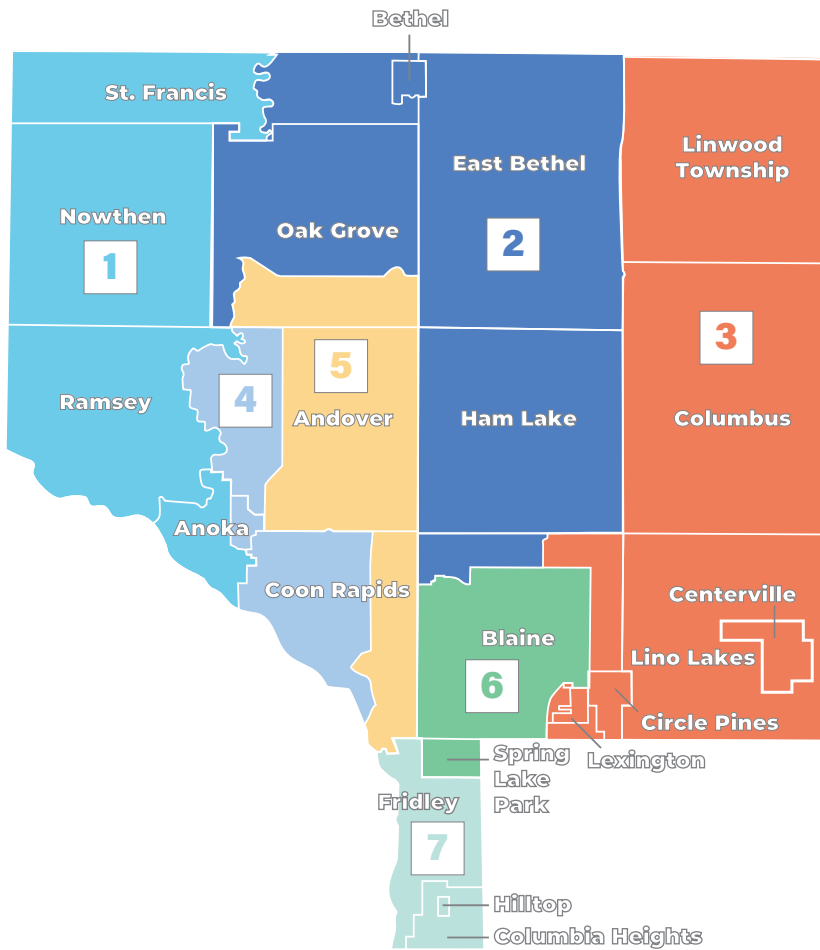 Bethel
St. Francis
Linwood
Township
East Bethel
Nowthen
Oak Grove
2
1
3
5
4
Ramsey
Andover
Ham Lake
Columbus
Anoka
Coon Rapids
Centerville
Blaine
Lino Lakes
6
Circle Pines
Spring
Lake
Park
Lexington
Fridley
7
Hilltop
Columbia Heights